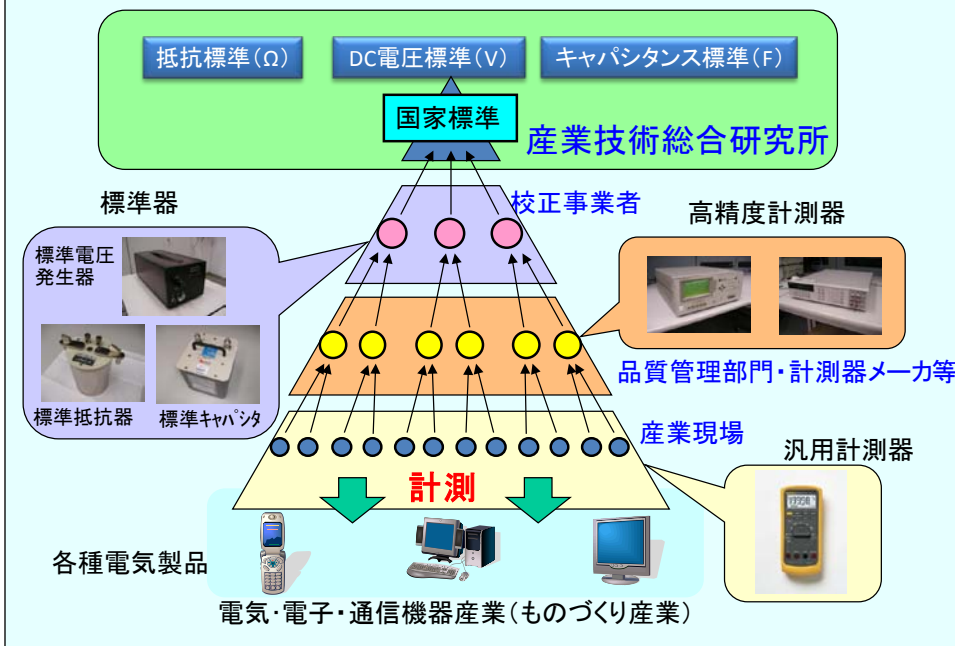 抵抗標準(Ω)
DC電圧標準(V)
キャパシタンス標準(F)
国家標準
産業技術総合研究所
標準器
校正事業者
高精度計測器
標準電圧
発生器
標準抵抗器
標準キャパシタ
品質管理部門・計測器メーカ等
産業現場
計測
汎用計測器
各種電気製品
電気・電子・通信機器産業(ものづくり産業)